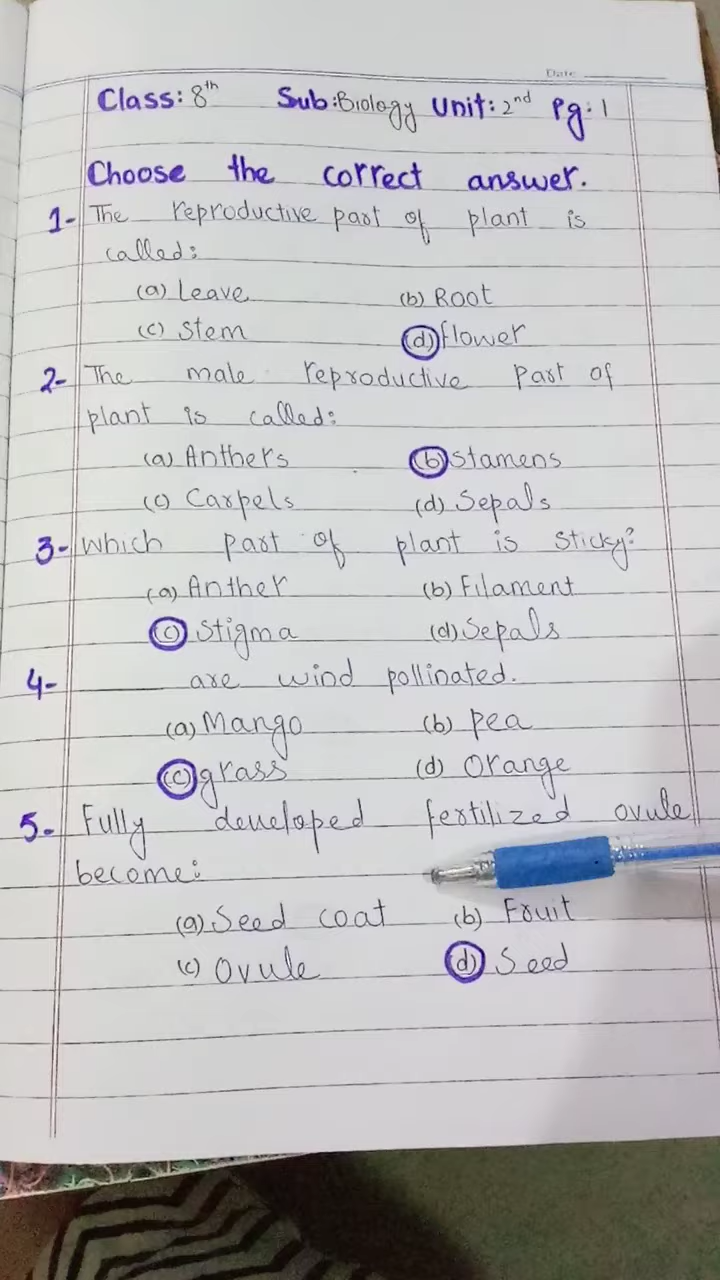 Date
Class: 8th Sub: Biology Unit: 2nd Pg: 1
Choose the correct answer.
1- The reproductive part of plant is
called:
(a) Leave (b) Root
(c) Stem (d) flower
2- The male reproductive part of
plant is called:
(a) Anthers (b) Stamens
(c) Carpels (d) Sepals
3- Which part of plant is sticky?
(a) Anther (b) Filament
(c) Stigma (d) Sepals
4- are wind pollinated.
(a) Mango (b) pea
(c) grass (d) Orange
5- Fully developed fertilized ovule
become:
(a) Seed coat (b) Fruit
(c) Ovule (d) Seed